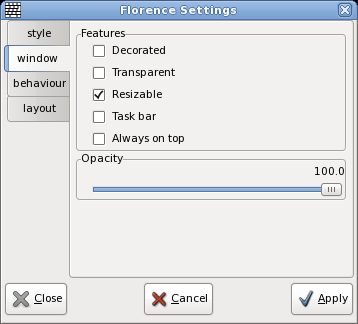 Florence Settings
style
window
behaviour
layout
Features
Decorated
Transparent
Resizable
Task bar
Always on top
Opacity
100.0
Close
Cancel
Apply